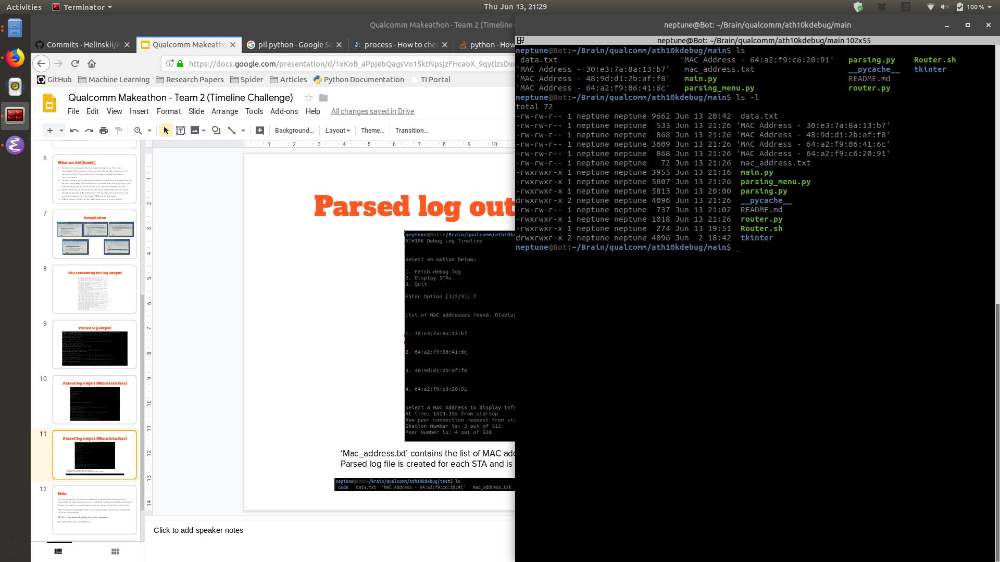 Activities
Terminator
Thu Jun 13, 21:29
100 %
Qualcomm Makeathon - Team 2 (Timeline
Commits · Helinskii/A
Qualcomm Makeatho
pil python - Google Se
process - How to chec
python - How
https://docs.google.com/presentation/d/1xKoB_aPpjebQagsVo15ktNpsjzFHcaoX_9qytlzsDvA
GitHub
Machine Learning
Research Papers
Spider
Articles
Python Documentation
TI Portal
Qualcomm Makeathon - Team 2 (Timeline Challenge)
File Edit View Insert Format Slide Arrange Tools Add-ons Help All changes saved in Drive
Background... Layout Theme... Transition...
1 2 3 4 5 6 7 8 9 10
1
2
3
4
5
6
7
8
9
10
11
12
13
14
6
What we did [Contd.]
7
Compilation
8
File containing the log output
9
Parsed log output
10
Parsed log output (Menu Interface)
11
Parsed log output (Menu Interface)
12
Note
Parsed log out
neptune@Bot:~/Brain/qualcomm/ath10kd
ATH10K Debug Log Timeline
Select an option below:
1. Fetch debug log
2. Display STAs
3. Quit
Enter Option [1/2/3]: 2
List of MAC addresses found. Display
1. 30:e3:7a:8a:13:b7
2. 64:a2:f9:06:41:6c
3. 48:9d:d1:2b:af:f8
4. 64:a2:f9:c6:20:91
Select a MAC Address to display info
At time: 1413.35s from startup
New peer connection request from sta
Station Number is: 3 out of 512
Peer Number is: 4 out of 528
‘Mac_address.txt’ contains the list of MAC add
Parsed log file is created for each STA and is
neptune@Bot:~/Brain/qualcomm/ath10kdebug/test$ ls
code data.txt 'MAC Address - 64:a2:f9:c6:20:91' mac_address.txt
Click to add speaker notes
neptune@Bot: ~/Brain/qualcomm/ath10kdebug/main
neptune@Bot: ~/Brain/qualcomm/ath10kdebug/main 102x55
neptune@Bot:~/Brain/qualcomm/ath10kdebug/main$ ls
data.txt 'MAC Address - 64:a2:f9:c6:20:91' parsing.py Router.sh
'MAC Address - 30:e3:7a:8a:13:b7' mac_address.txt __pycache__ tkinter
'MAC Address - 48:9d:d1:2b:af:f8' main.py README.md
'MAC Address - 64:a2:f9:06:41:6c' parsing_menu.py router.py
neptune@Bot:~/Brain/qualcomm/ath10kdebug/main$ ls -l
total 72
-rw-rw-r-- 1 neptune neptune 9662 Jun 13 20:42 data.txt
-rw-rw-r-- 1 neptune neptune 533 Jun 13 21:26 'MAC Address - 30:e3:7a:8a:13:b7'
-rw-rw-r-- 1 neptune neptune 868 Jun 13 21:26 'MAC Address - 48:9d:d1:2b:af:f8'
-rw-rw-r-- 1 neptune neptune 3609 Jun 13 21:26 'MAC Address - 64:a2:f9:06:41:6c'
-rw-rw-r-- 1 neptune neptune 868 Jun 13 21:26 'MAC Address - 64:a2:f9:c6:20:91'
-rw-rw-r-- 1 neptune neptune 72 Jun 13 21:26 mac_address.txt
-rwxrwxr-x 1 neptune neptune 3955 Jun 13 21:16 main.py
-rwxrwxr-x 1 neptune neptune 5807 Jun 13 21:26 parsing_menu.py
-rwxrwxr-x 1 neptune neptune 5813 Jun 13 20:00 parsing.py
drwxrwxr-x 2 neptune neptune 4096 Jun 13 21:26 __pycache__
-rw-rw-r-- 1 neptune neptune 737 Jun 13 21:02 README.md
-rwxrwxr-x 1 neptune neptune 1018 Jun 13 21:26 router.py
-rwxrwxr-x 1 neptune neptune 274 Jun 13 19:51 Router.sh
drwxrwxr-x 2 neptune neptune 4096 Jun 2 18:42 tkinter
neptune@Bot:~/Brain/qualcomm/ath10kdebug/main$ _